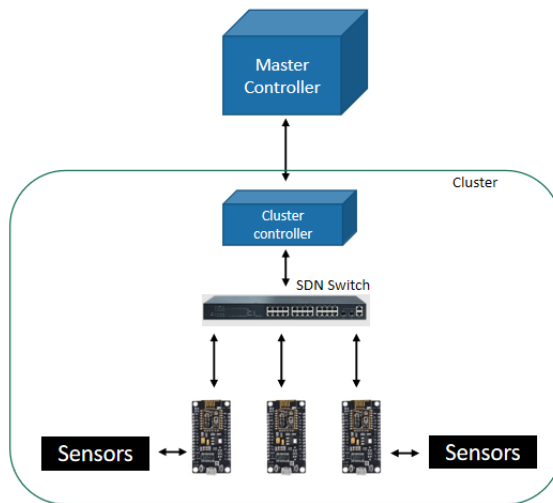 Master
Controller
Cluster
Cluster
controller
SDN Switch
Sensors
Sensors